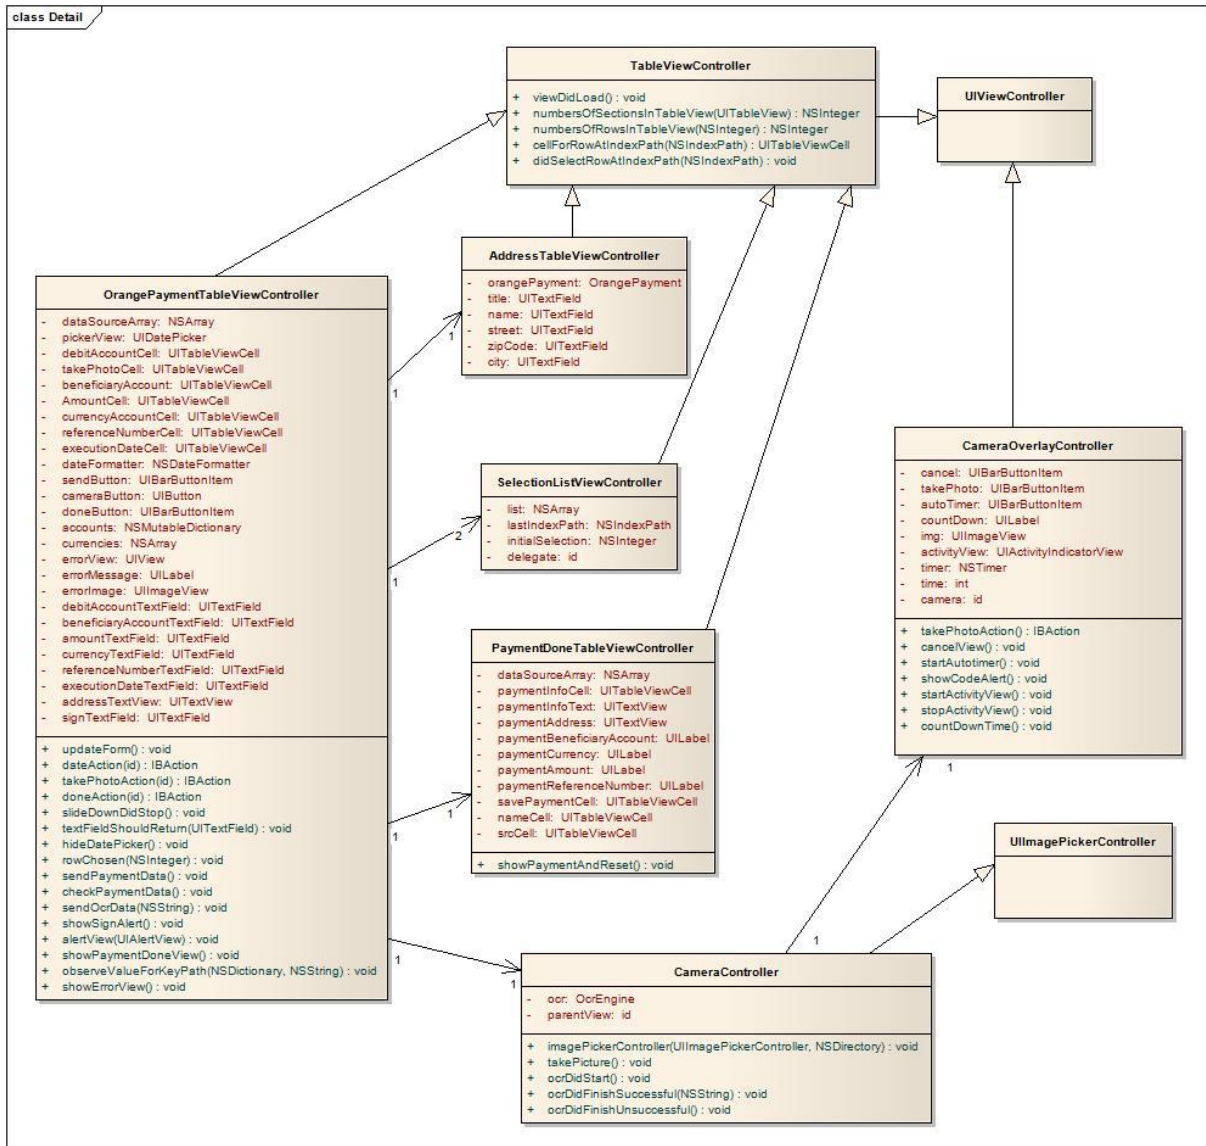 class Detail
TableViewController
+ viewDidLoad() : void
+ numbersOfSectionsInTableView(UITableView) : NSInteger
+ numbersOfRowsInTableView(NSInteger) : NSInteger
+ cellForRowAtIndexPath(NSIndexPath) : UITableViewCell
+ didSelectRowAtIndexPath(NSIndexPath) : void
UIViewController
AddressTableViewController
- orangePayment: OrangePayment
- title: UITextField
- name: UITextField
- street: UITextField
- zipCode: UITextField
- city: UITextField
OrangePaymentTableViewController
- dataSourceArray: NSArray
- pickerView: UIDatePicker
- debitAccountCell: UITableViewCell
- takePhotoCell: UITableViewCell
- beneficiaryAccount: UITableViewCell
- AmountCell: UITableViewCell
- currencyAccountCell: UITableViewCell
- referenceNumberCell: UITableViewCell
- executionDateCell: UITableViewCell
- dateFormatter: NSDateFormatter
- sendButton: UIBarButtonItem
- cameraButton: UIButton
- doneButton: UIBarButtonItem
- accounts: NSMutableDictionary
- currencies: NSArray
- errorView: UIView
- errorMessage: UILabel
- errorImage: UIImageView
- debitAccountTextField: UITextField
- beneficiaryAccountTextField: UITextField
- amountTextField: UITextField
- currencyTextField: UITextField
- referenceNumberTextField: UITextField
- executionDateTextField: UITextField
- addressTextView: UITextView
- signTextField: UITextField
+ updateForm() : void
+ dateAction(id) : IBAction
+ takePhotoAction(id) : IBAction
+ doneAction(id) : IBAction
+ slideDownDidStop() : void
+ textFieldShouldReturn(UITextField) : void
+ hideDatePicker() : void
+ rowChosen(NSInteger) : void
+ sendPaymentData() : void
+ checkPaymentData() : void
+ sendOcrData(NSString) : void
+ showSignAlert() : void
+ alertView(UIAlertView) : void
+ showPaymentDoneView() : void
+ observeValueForKeyPath(NSDictionary, NSString) : void
+ showErrorView() : void
1
1
1
2
1
1
1
1
SelectionListViewController
- list: NSArray
- lastIndexPath: NSIndexPath
- initialSelection: NSInteger
- delegate: id
PaymentDoneTableViewController
- dataSourceArray: NSArray
- paymentInfoCell: UITableViewCell
- paymentInfoText: UITextView
- paymentAddress: UITextView
- paymentBeneficiaryAccount: UILabel
- paymentCurrency: UILabel
- paymentAmount: UILabel
- paymentReferenceNumber: UILabel
- savePaymentCell: UITableViewCell
- nameCell: UITableViewCell
- srcCell: UITableViewCell
+ showPaymentAndReset() : void
CameraOverlayController
- cancel: UIBarButtonItem
- takePhoto: UIBarButtonItem
- autoTimer: UIBarButtonItem
- countDown: UILabel
- img: UIImageView
- activityView: UIActivityIndicatorView
- timer: NSTimer
- time: int
- camera: id
+ takePhotoAction() : IBAction
+ cancelView() : void
+ startAutotimer() : void
+ showCodeAlert() : void
+ startActivityView() : void
+ stopActivityView() : void
+ countDownTime() : void
1
1
UIImagePickerController
CameraController
- ocr: OcrEngine
- parentView: id
+ imagePickerController(UIImagePickerController, NSDirectory) : void
+ takePicture() : void
+ ocrDidStart() : void
+ ocrDidFinishSuccessful(NSString) : void
+ ocrDidFinishUnsuccessful() : void